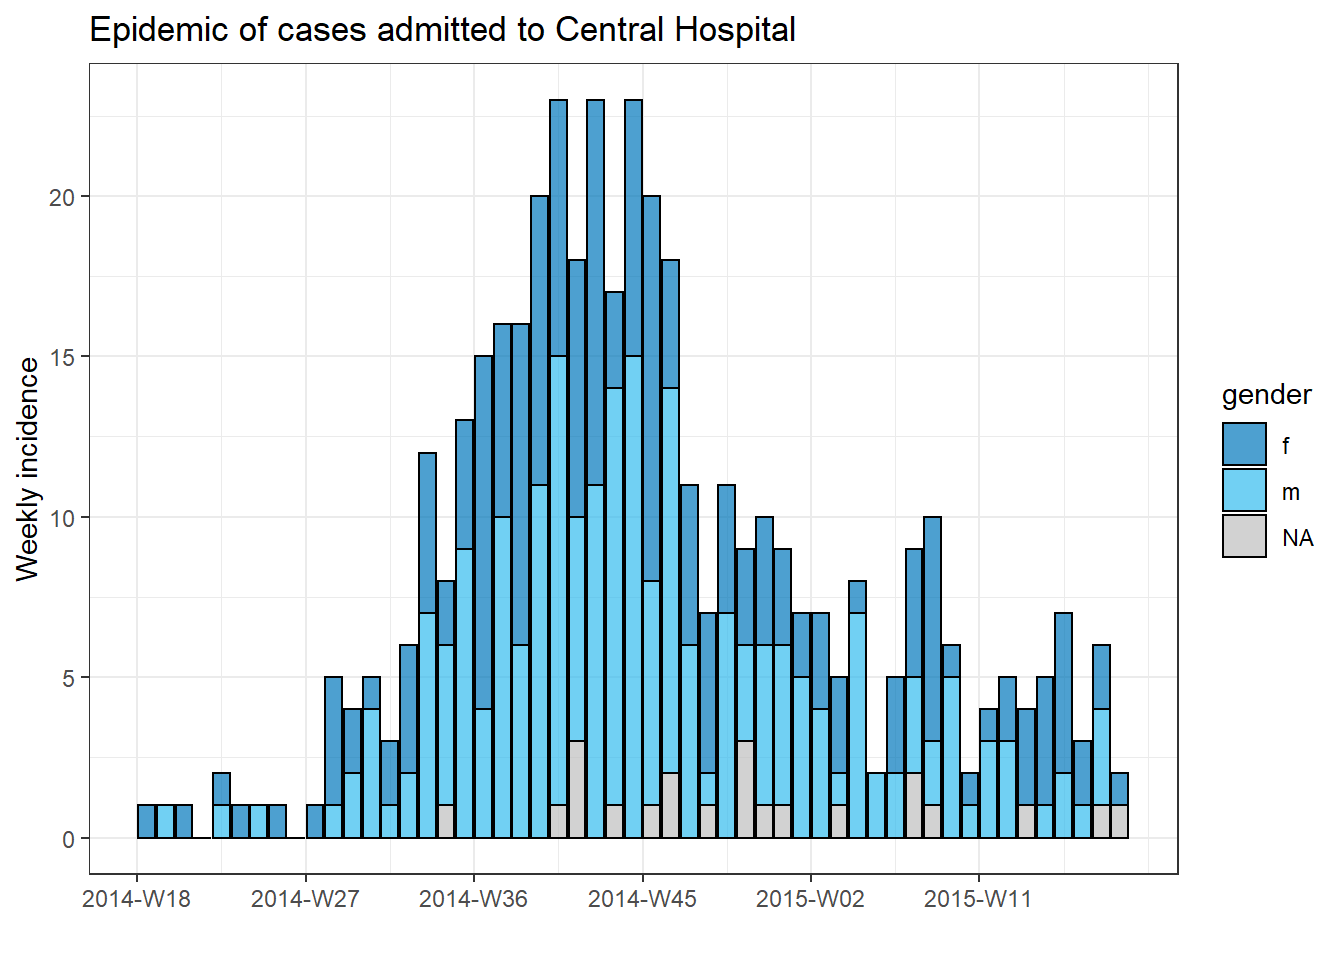 Epidemic of cases admitted to Central Hospital
Weekly incidence
20
15
10
5
0
2014-W18 2014-W27 2014-W36 2014-W45 2015-W02 2015-W11
gender
f
m
NA